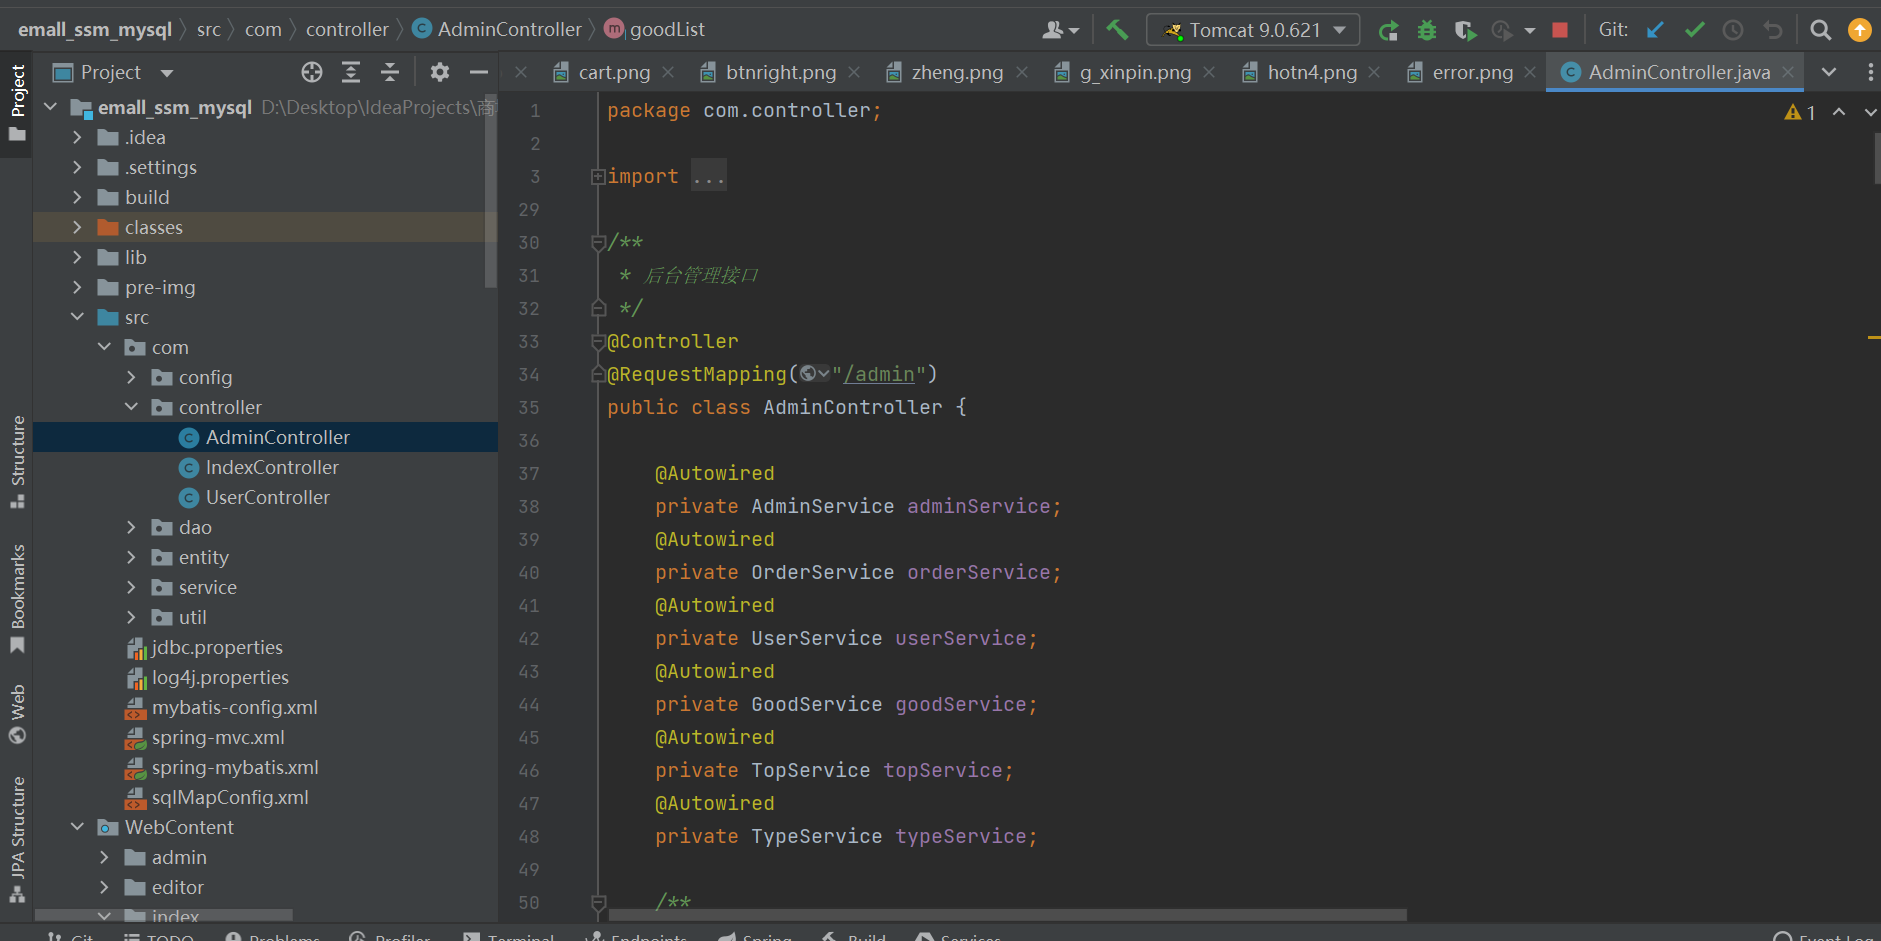 emall_ssm_mysql src com controller AdminController goodList Tomcat 9.0.621 Git:
Project
cart.png btnright.png zheng.png g_xinpin.png hotn4.png error.png AdminController.java
Project
Structure
Bookmarks
Web
JPA Structure
emall_ssm_mysql D:\Desktop\IdeaProjects\商
.idea
.settings
build
classes
lib
pre-img
src
com
config
controller
AdminController
IndexController
UserController
dao
entity
service
util
jdbc.properties
log4j.properties
mybatis-config.xml
spring-mvc.xml
spring-mybatis.xml
sqlMapConfig.xml
WebContent
admin
editor
index
1 package com.controller;
1
2
3 import ...
29
30 /**
31 * 后台管理接口
32 */
33 @Controller
34 @RequestMapping("/admin")
35 public class AdminController {
36
37 @Autowired
38 private AdminService adminService;
39 @Autowired
40 private OrderService orderService;
41 @Autowired
42 private UserService userService;
43 @Autowired
44 private GoodService goodService;
45 @Autowired
46 private TopService topService;
47 @Autowired
48 private TypeService typeService;
49
50 /**
Git TODO Problems Profiler Terminal Endpoints Spring Build Services Event Log